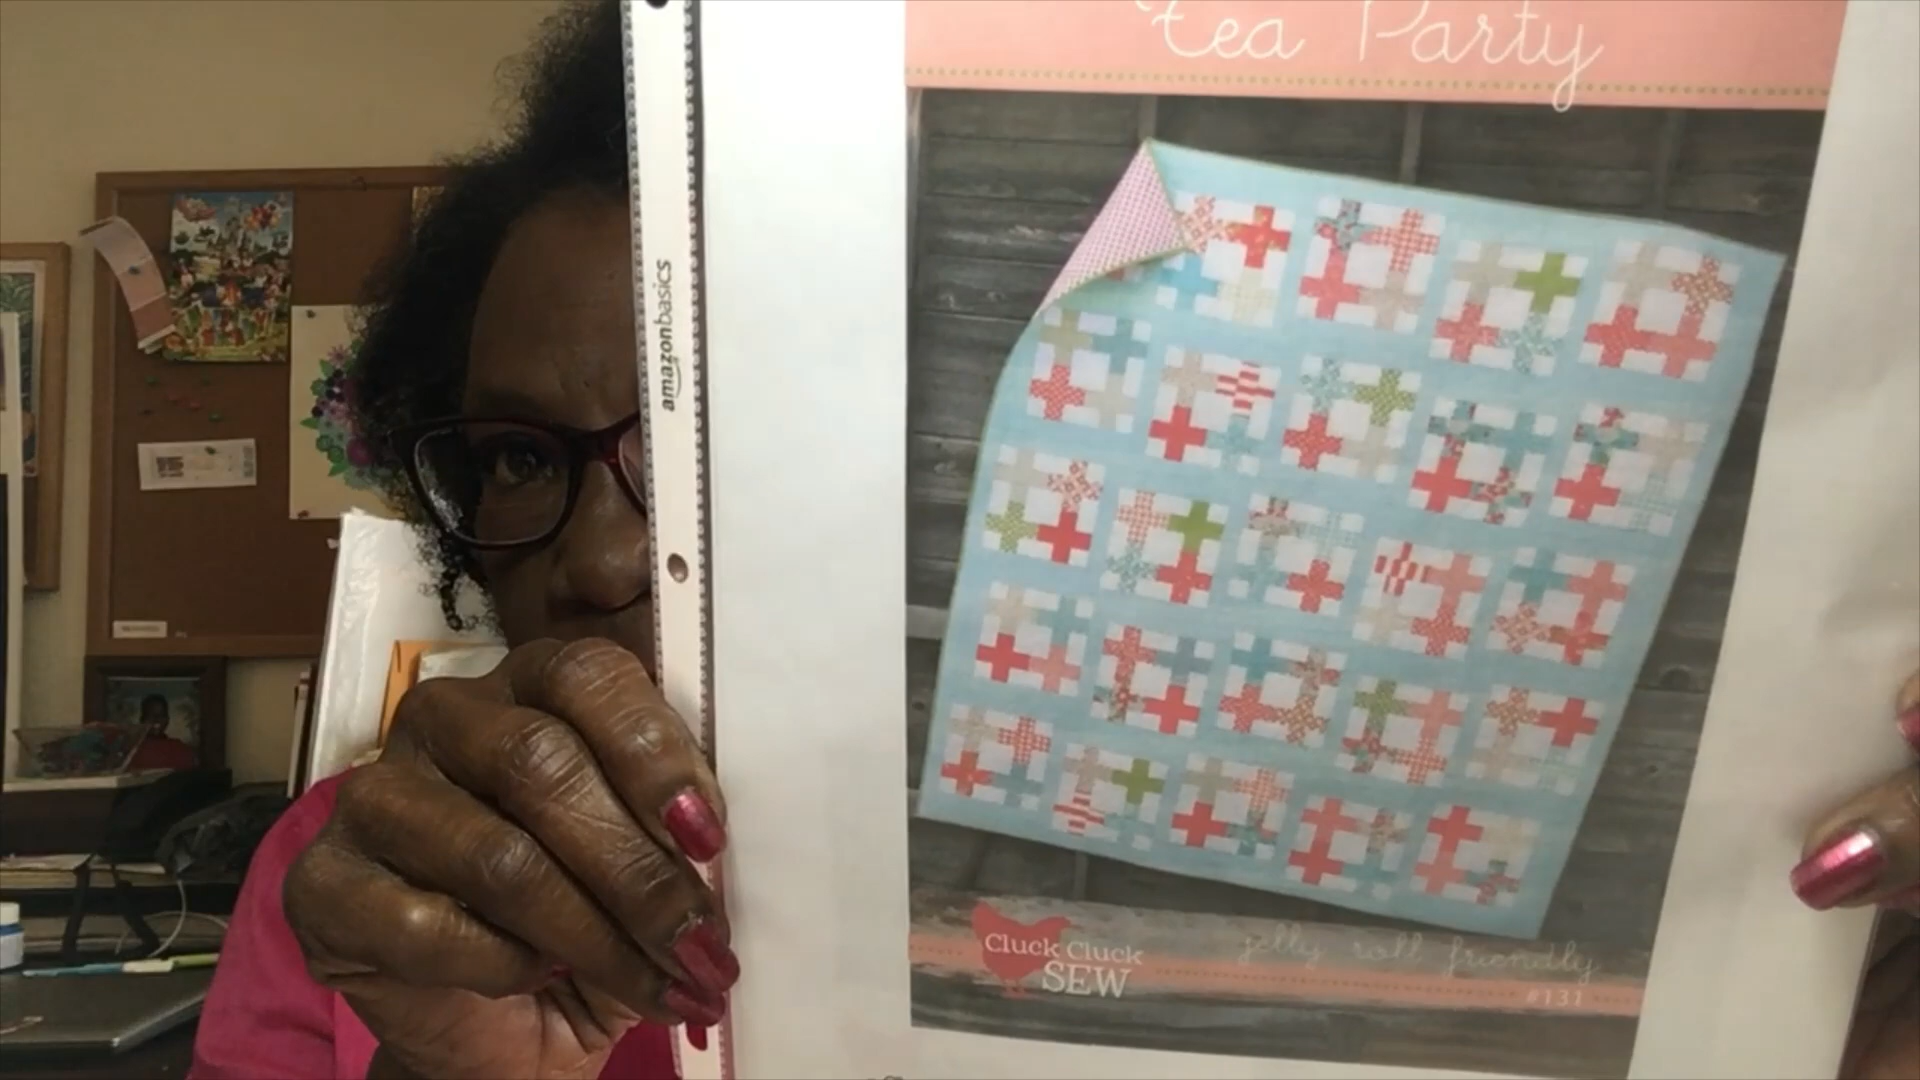 tea Party
amazonbasics
Cluck Cluck
SEW
jelly roll friendly
#131